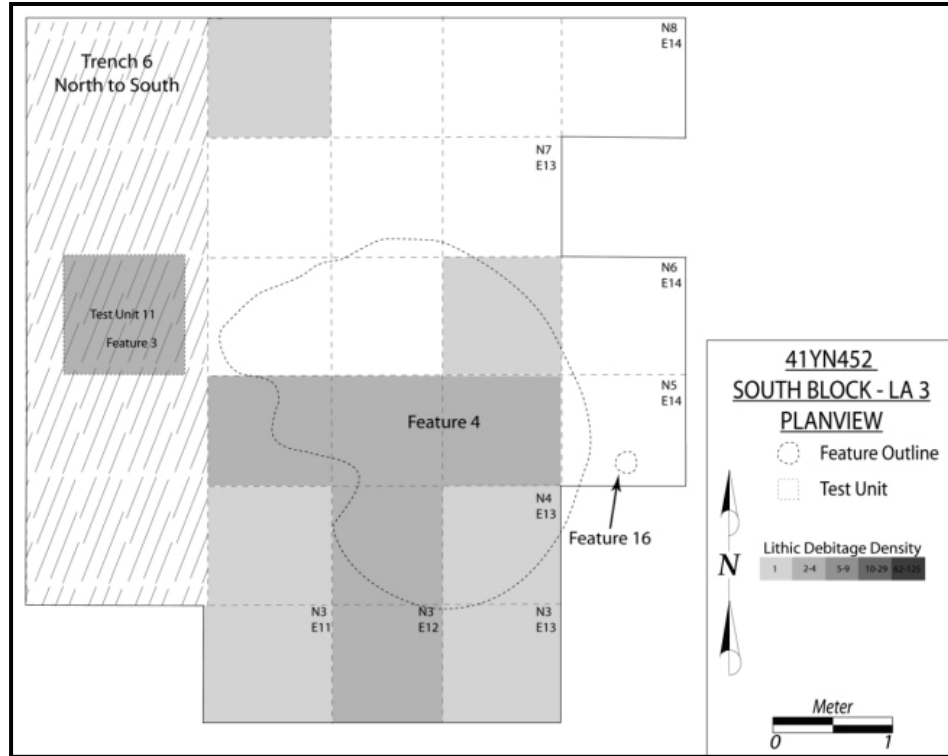 Trench 6
North to South
N8
E14
N7
E13
N6
E14
Test Unit 11
Feature 3
N5
E14
Feature 4
N4
E13
Feature 16
N3
E11
N3
E12
N3
E13
41YN452
SOUTH BLOCK - LA 3
PLANVIEW
Feature Outline
Test Unit
N
Lithic Debitage Density
1 2-4 5-9 10-29 62-125
Meter
0 1